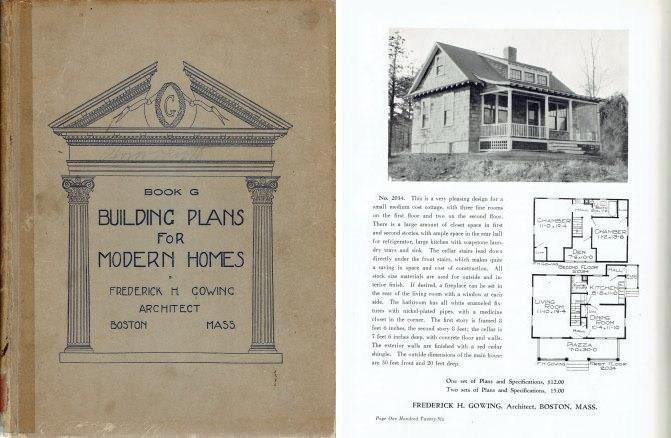 G
BOOK G
BUILDING PLANS
FOR
MODERN HOMES
FREDERICK H. GOWING
ARCHITECT
BOSTON MASS
No. 2034. This is a very pleasing design for a
small medium cost cottage, with three fine rooms
on the first floor and two on the second floor.
There is a large amount of closet space in first
and second stories, with ample space in the rear hall
for refrigerator, large kitchen with soapstone laun-
dry trays and sink. The cellar stairs lead down
directly under the front stairs, which makes quite
a saving in space and cost of construction. All
stock size materials are used for outside and in-
terior finish. If desired, a fireplace can be set in
the rear of the living room with a window at each
side. The bathroom has all white enameled fix-
tures with nickel-plated pipes, with a medicine
closet in the corner. The first story is framed 8
feet 6 inches, the second story 8 feet; the cellar is
7 feet 6 inches deep, with concrete floor and walls.
The exterior walls are finished with a red cedar
shingle. The outside dimensions of the main house
are 30 feet front and 20 feet deep.
CHAMBER
CHAMBER
DEN
F.H. GOWING
SECOND FLOOR
2034
HALL
KITCHEN
LIVING
ROOM
DINING
ROOM
PIAZZA
F.H. GOWING
FIRST FLOOR
2034
One set of Plans and Specifications, $12.00
Two sets of Plans and Specifications, 15.00
FREDERICK H. GOWING, Architect, BOSTON, MASS.
Page One Hundred Twenty-Six